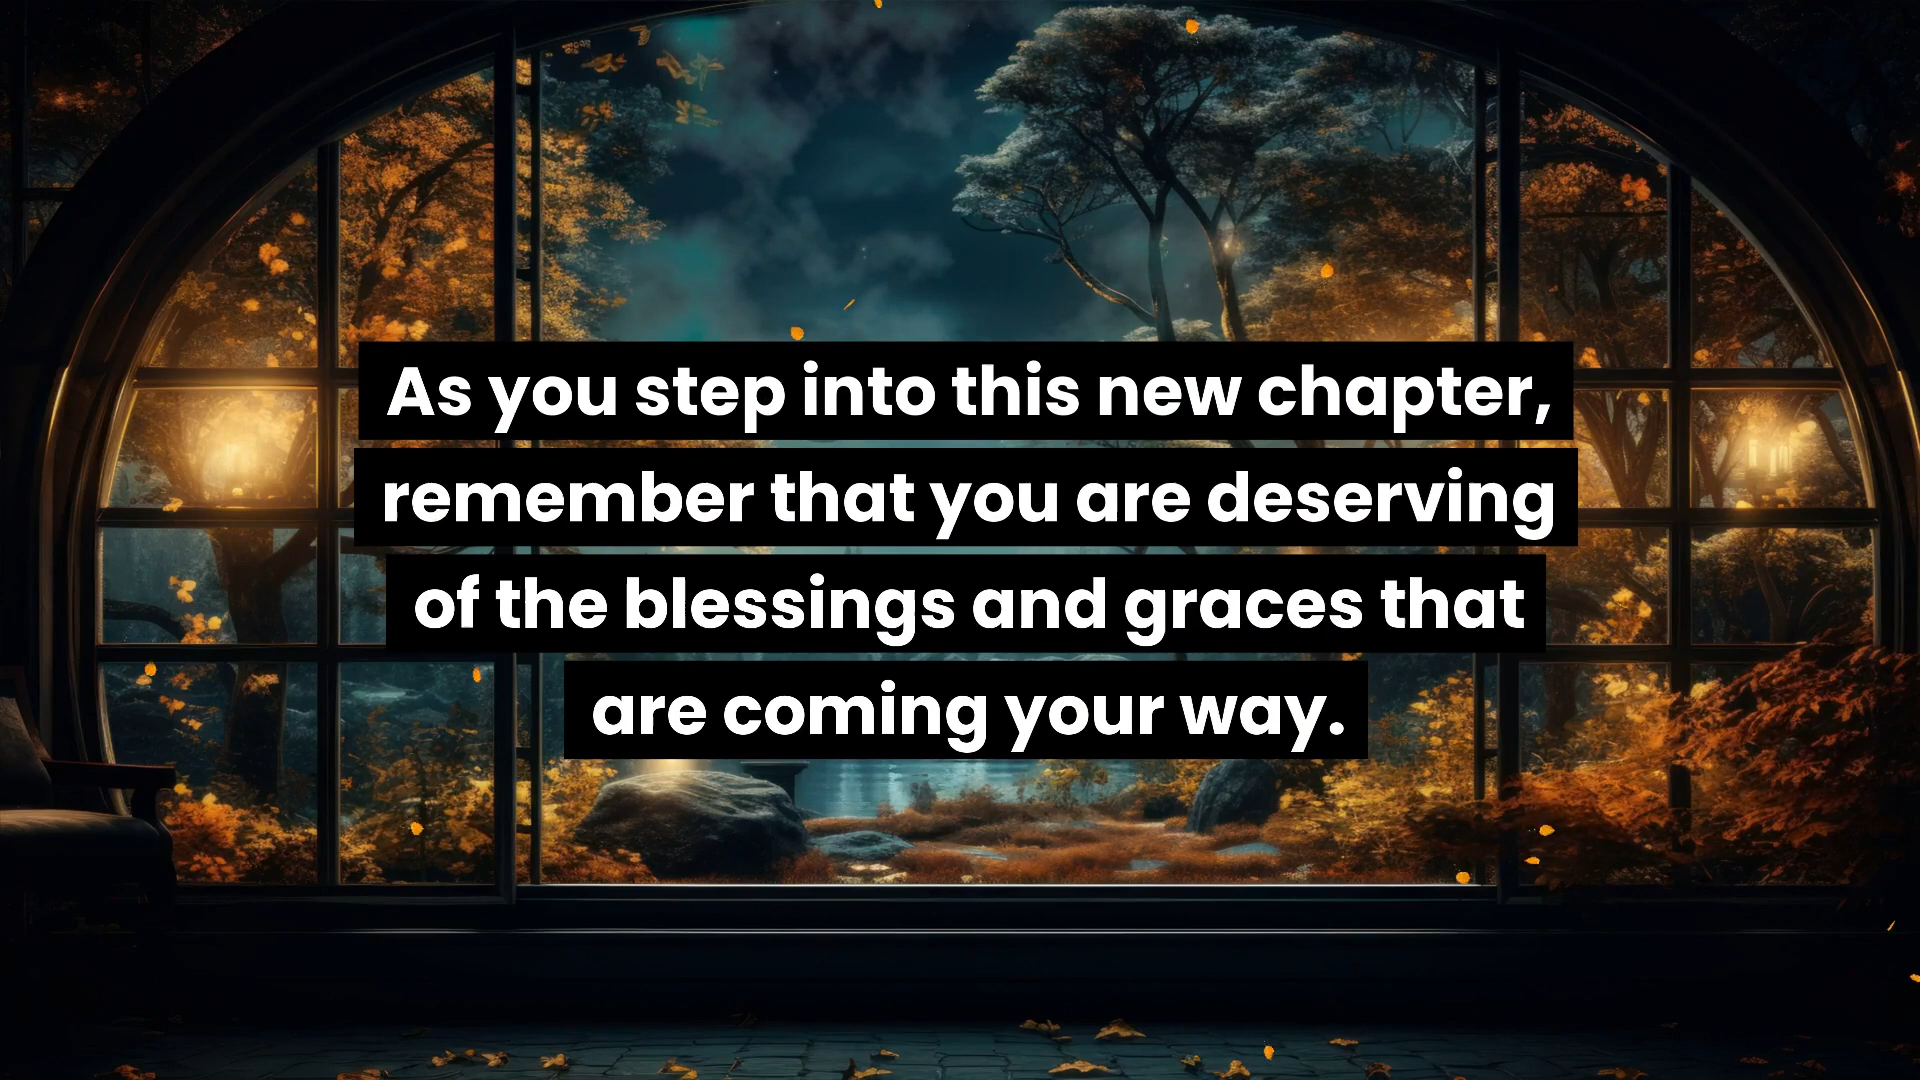 As you step into this new chapter,
remember that you are deserving
of the blessings and graces that
are coming your way.